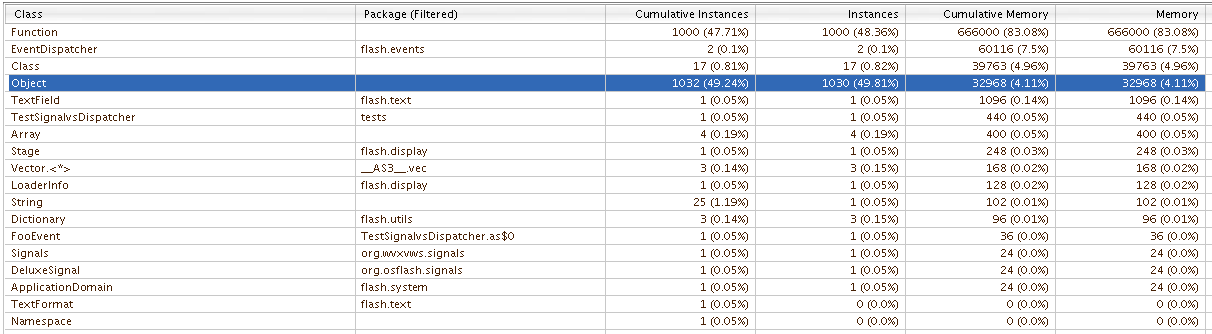 Class Package (Filtered) Cumulative Instances Instances Cumulative Memory Memory
Function 1000 (47.71%) 1000 (48.36%) 666000 (83.08%) 666000 (83.08%)
EventDispatcher flash.events 2 (0.1%) 2 (0.1%) 60116 (7.5%) 60116 (7.5%)
Class 17 (0.81%) 17 (0.82%) 39763 (4.96%) 39763 (4.96%)
Object 1032 (49.24%) 1030 (49.81%) 32968 (4.11%) 32968 (4.11%)
TextField flash.text 1 (0.05%) 1 (0.05%) 1096 (0.14%) 1096 (0.14%)
TestSignalvsDispatcher tests 1 (0.05%) 1 (0.05%) 440 (0.05%) 440 (0.05%)
Array 4 (0.19%) 4 (0.19%) 400 (0.05%) 400 (0.05%)
Stage flash.display 1 (0.05%) 1 (0.05%) 248 (0.03%) 248 (0.03%)
Vector.<*> __AS3__.vec 3 (0.14%) 3 (0.15%) 168 (0.02%) 168 (0.02%)
LoaderInfo flash.display 1 (0.05%) 1 (0.05%) 128 (0.02%) 128 (0.02%)
String 25 (1.19%) 1 (0.05%) 102 (0.01%) 102 (0.01%)
Dictionary flash.utils 3 (0.14%) 3 (0.15%) 96 (0.01%) 96 (0.01%)
FooEvent TestSignalvsDispatcher.as$0 1 (0.05%) 1 (0.05%) 36 (0.0%) 36 (0.0%)
Signals org.wvxvws.signals 1 (0.05%) 1 (0.05%) 24 (0.0%) 24 (0.0%)
DeluxeSignal org.osflash.signals 1 (0.05%) 1 (0.05%) 24 (0.0%) 24 (0.0%)
ApplicationDomain flash.system 1 (0.05%) 1 (0.05%) 24 (0.0%) 24 (0.0%)
TextFormat flash.text 1 (0.05%) 0 (0.0%) 0 (0.0%) 0 (0.0%)
Namespace 1 (0.05%) 0 (0.0%) 0 (0.0%) 0 (0.0%)